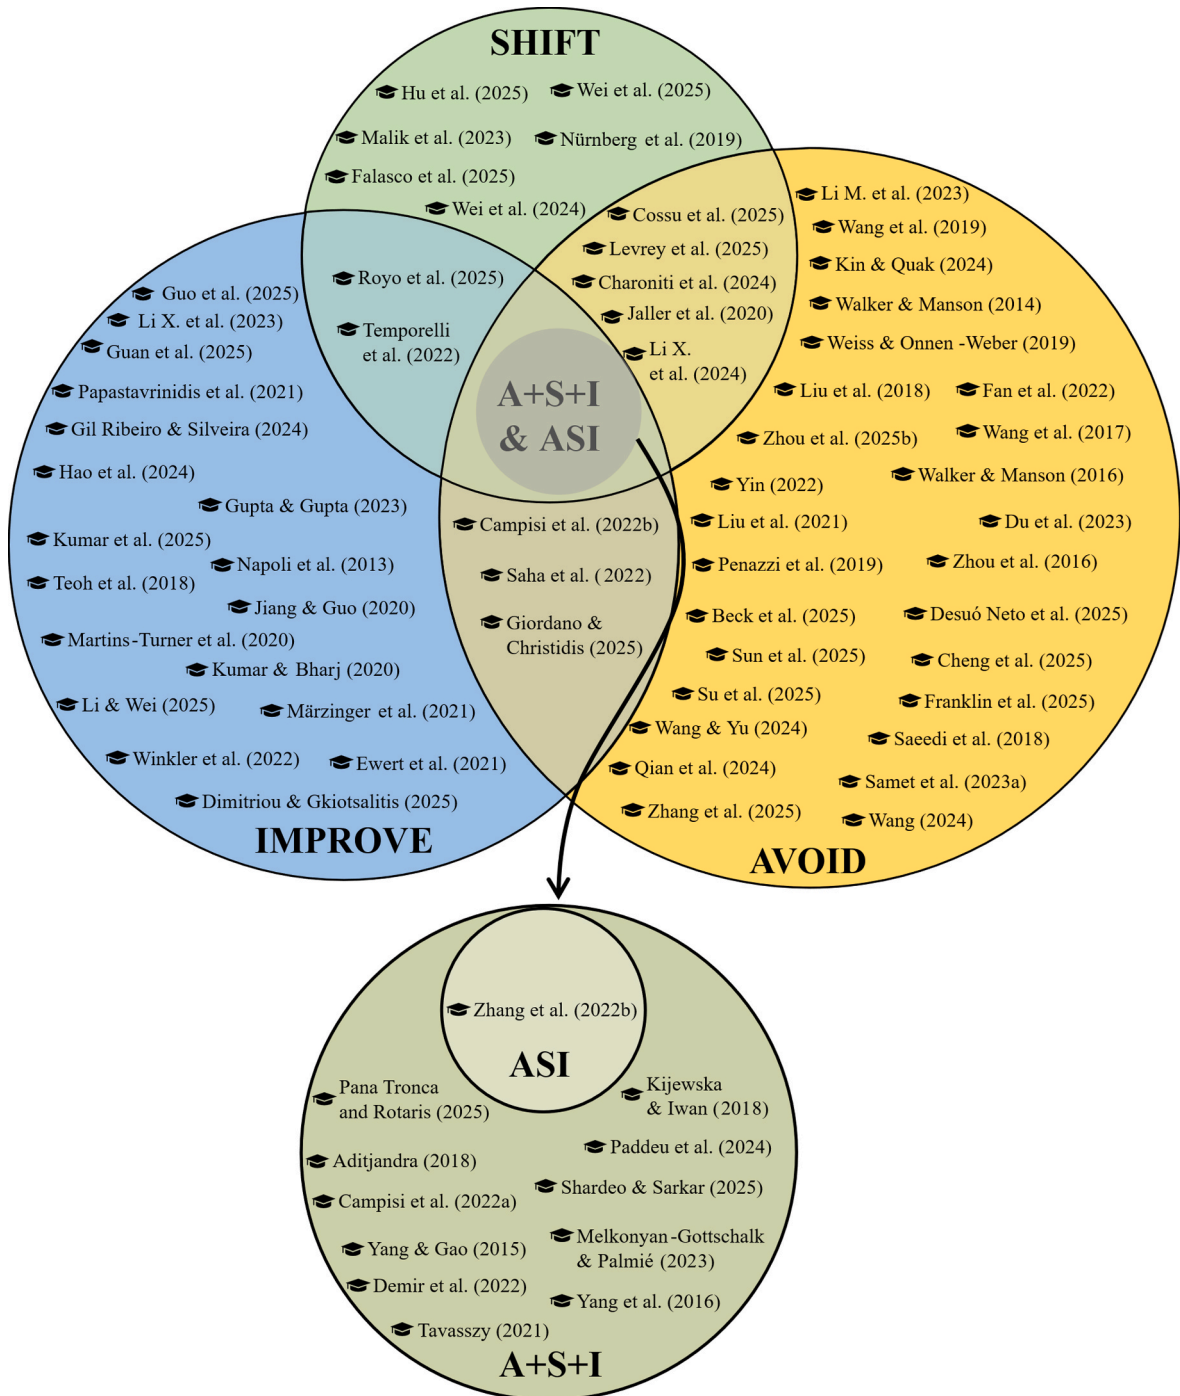 SHIFT
Hu et al. (2025)
Wei et al. (2025)
Malik et al. (2023)
Nürnberg et al. (2019)
Falasco et al. (2025)
Wei et al. (2024)
Cossu et al. (2025)
Levrey et al. (2025)
Charoniti et al. (2024)
Jaller et al. (2020)
Li X.
et al. (2024)
Royo et al. (2025)
Temporelli
et al. (2022)
A+S+I
& ASI
Guo et al. (2025)
Li X. et al. (2023)
Guan et al. (2025)
Papastavrinidis et al. (2021)
Gil Ribeiro & Silveira (2024)
Hao et al. (2024)
Gupta & Gupta (2023)
Kumar et al. (2025)
Napoli et al. (2013)
Teoh et al. (2018)
Jiang & Guo (2020)
Martins-Turner et al. (2020)
Kumar & Bharj (2020)
Li & Wei (2025)
Märzinger et al. (2021)
Winkler et al. (2022)
Ewert et al. (2021)
Dimitriou & Gkiotsalitis (2025)
IMPROVE
Campisi et al. (2022b)
Saha et al. (2022)
Giordano &
Christidis (2025)
Li M. et al. (2023)
Wang et al. (2019)
Kin & Quak (2024)
Walker & Manson (2014)
Weiss & Onnen -Weber (2019)
Liu et al. (2018)
Fan et al. (2022)
Zhou et al. (2025b)
Wang et al. (2017)
Yin (2022)
Walker & Manson (2016)
Liu et al. (2021)
Du et al. (2023)
Penazzi et al. (2019)
Zhou et al. (2016)
Beck et al. (2025)
Desuó Neto et al. (2025)
Sun et al. (2025)
Cheng et al. (2025)
Su et al. (2025)
Franklin et al. (2025)
Wang & Yu (2024)
Saeedi et al. (2018)
Qian et al. (2024)
Samet et al. (2023a)
Zhang et al. (2025)
Wang (2024)
AVOID
Zhang et al. (2022b)
ASI
Pana Tronca
and Rotaris (2025)
Kijewska
& Iwan (2018)
Aditjandra (2018)
Paddeu et al. (2024)
Campisi et al. (2022a)
Shardeo & Sarkar (2025)
Yang & Gao (2015)
Melkonyan-Gottschalk
& Palmié (2023)
Demir et al. (2022)
Yang et al. (2016)
Tavasszy (2021)
A+S+I